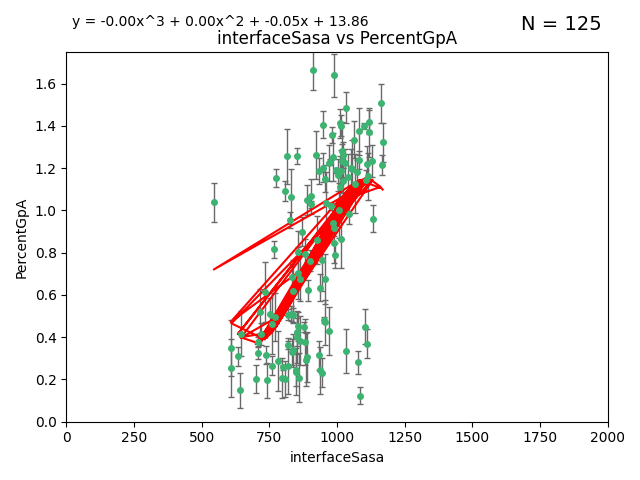 y = -0.00x^3 + 0.00x^2 + -0.05x + 13.86
N = 125
interfaceSasa vs PercentGpA
1.6
1.4
1.2
1.0
0.8
0.6
0.4
0.2
0.0
PercentGpA
0 250 500 750 1000 1250 1500 1750 2000
interfaceSasa